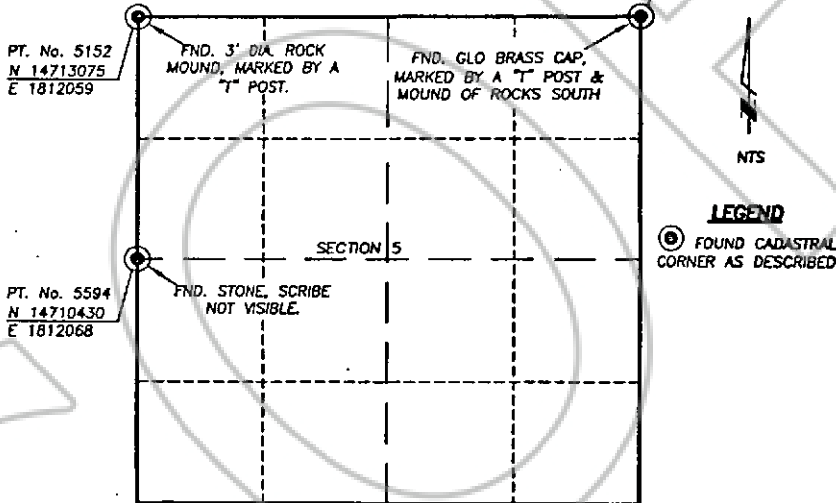 PT. No. 5152
N 14713075
E 1812059
FND. 3' DIA. ROCK
MOUND, MARKED BY A
"T" POST.
FND. GLO BRASS CAP,
MARKED BY A "T" POST &
MOUND OF ROCKS SOUTH
NTS
LEGEND
FOUND CADASTRAL
CORNER AS DESCRIBED
SECTION 5
PT. No. 5594
N 14710430
E 1812068
FND. STONE, SCRIBE
NOT VISIBLE.